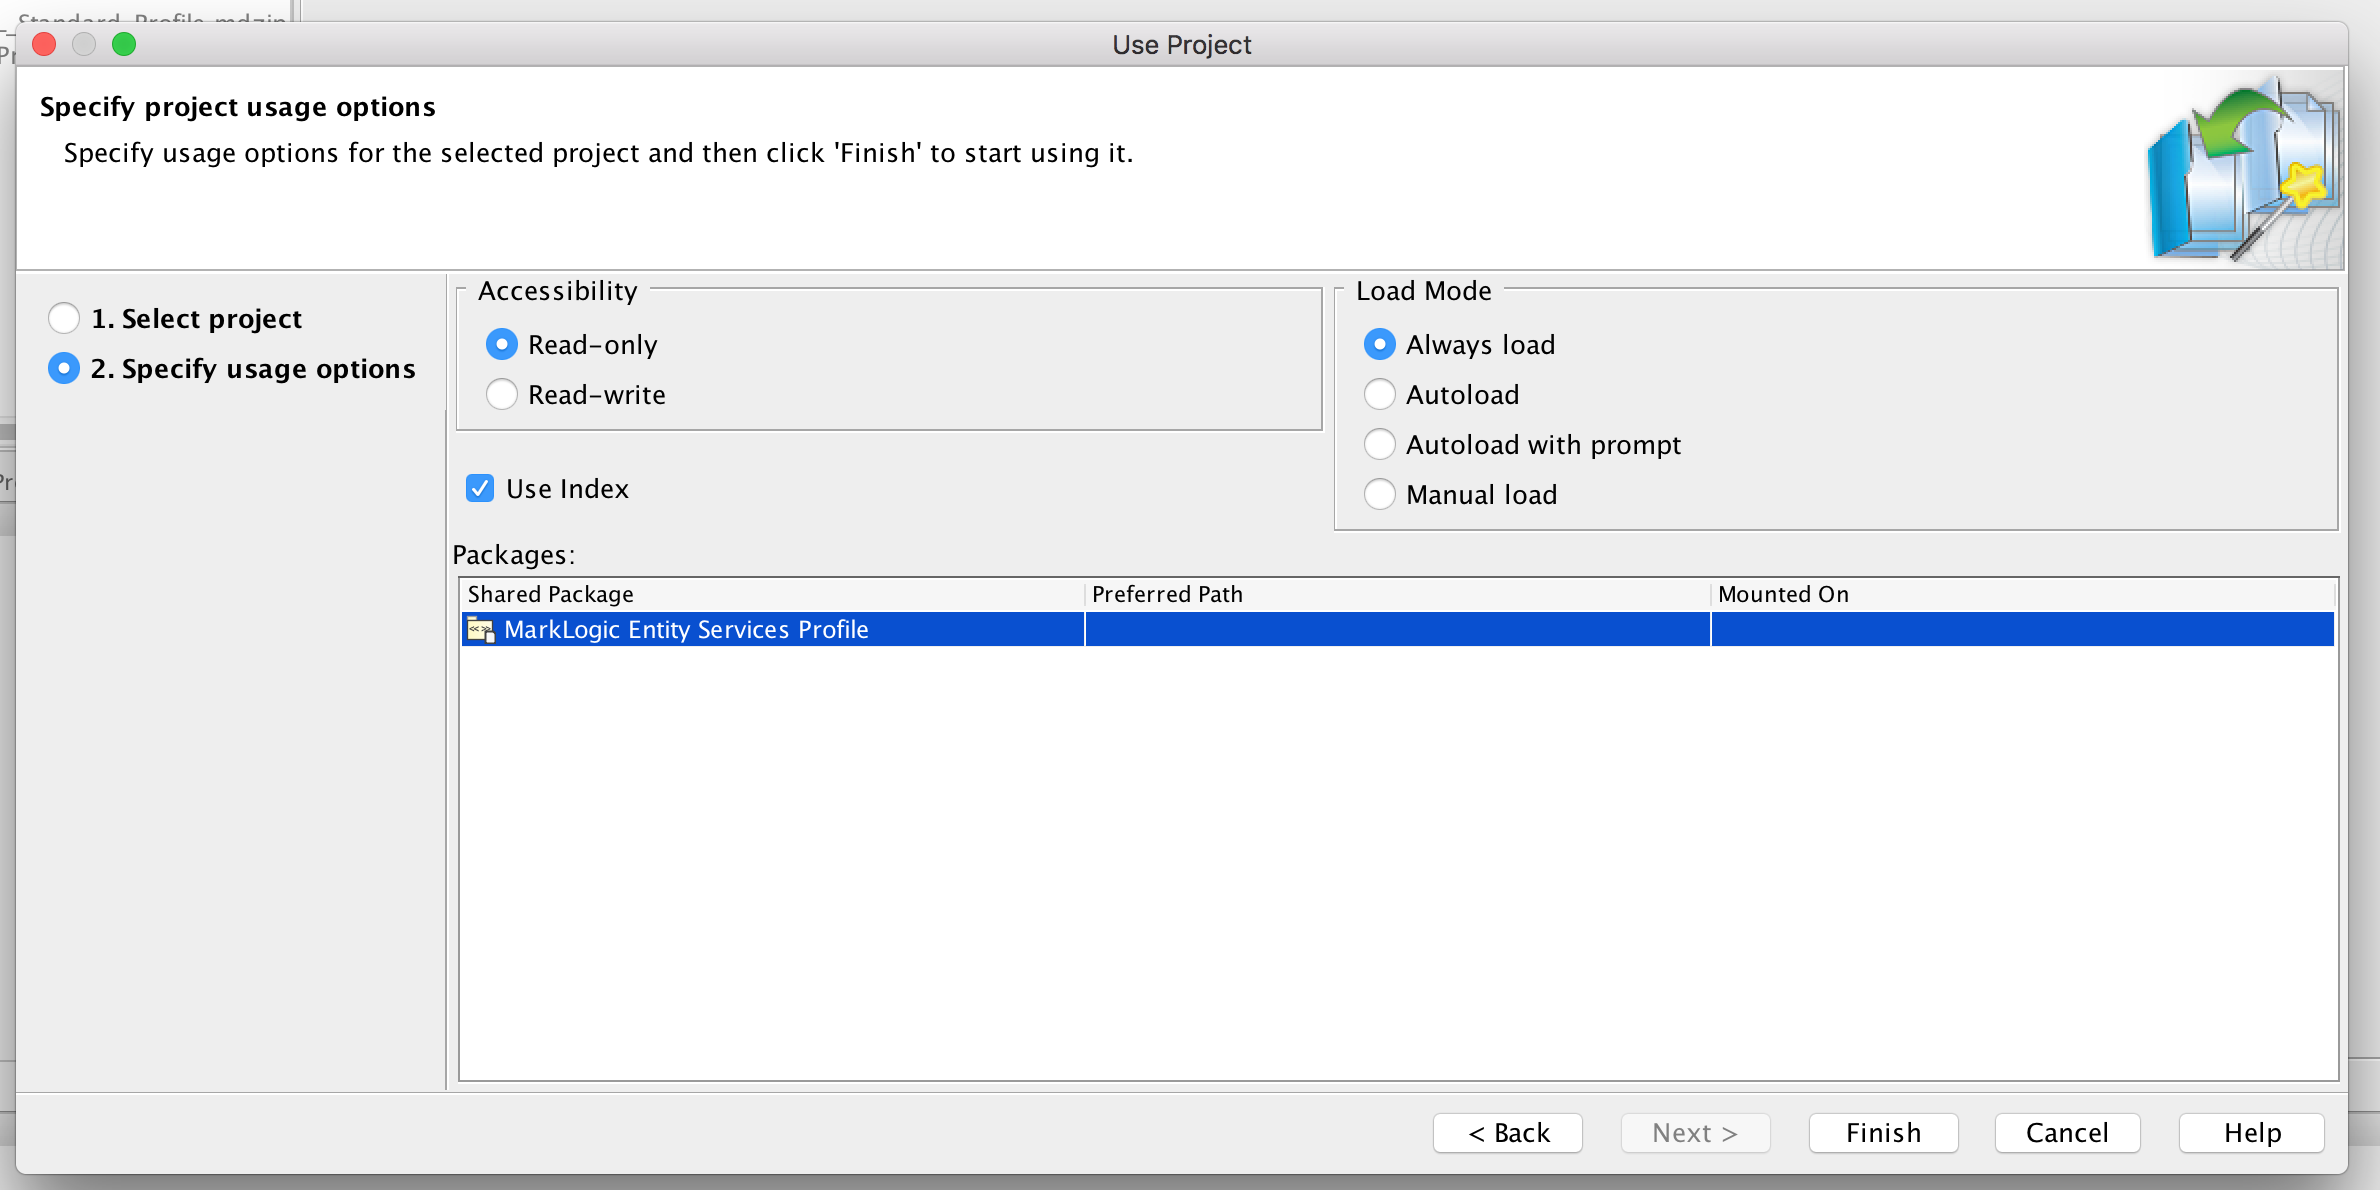 Standard_Profile.mdzip
Use Project
Specify project usage options
Specify usage options for the selected project and then click 'Finish' to start using it.
1. Select project
2. Specify usage options
Accessibility
Read-only
Read-write
Use Index
Load Mode
Always load
Autoload
Autoload with prompt
Manual load
Packages:
Shared Package Preferred Path Mounted On
MarkLogic Entity Services Profile
< Back Next > Finish Cancel Help